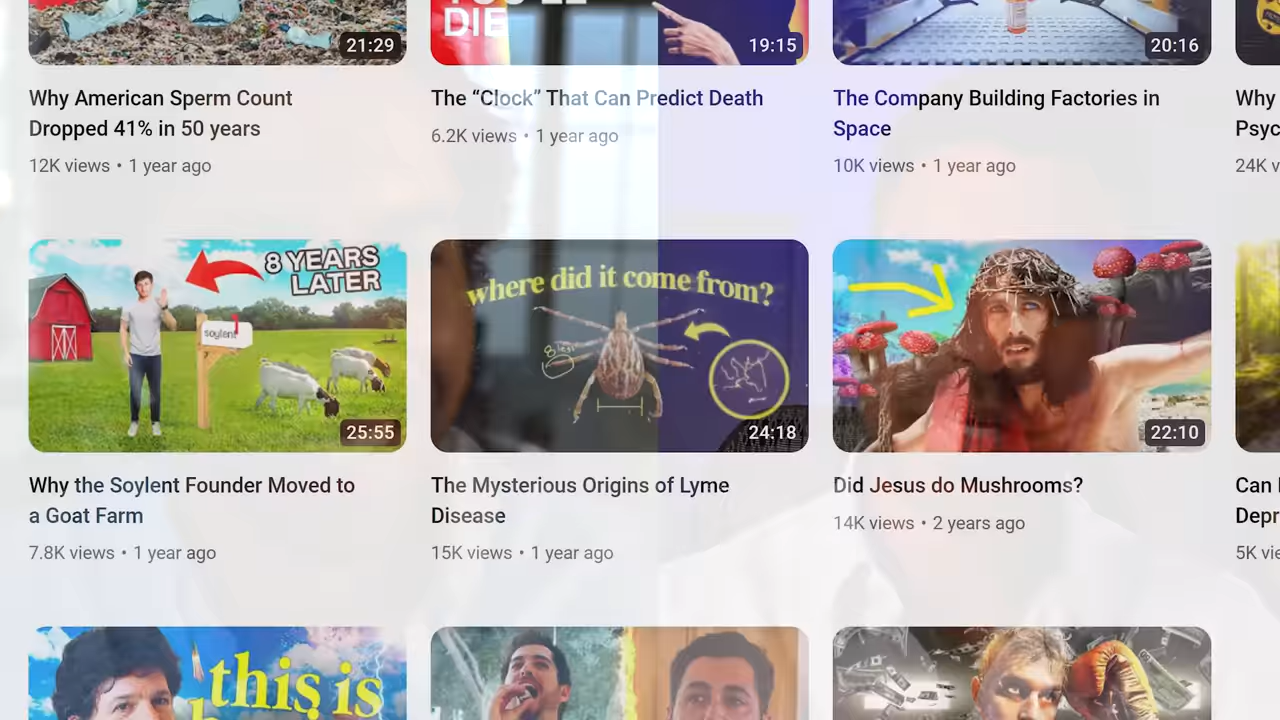 DIE
21:29
19:15
20:16
Why American Sperm Count
Dropped 41% in 50 years
12K views • 1 year ago
The “Clock” That Can Predict Death
6.2K views • 1 year ago
The Company Building Factories in
Space
10K views • 1 year ago
Why
24K
8 YEARS
LATER
soylent
25:55
where did it come from?
24:18
22:10
Why the Soylent Founder Moved to
a Goat Farm
7.8K views • 1 year ago
The Mysterious Origins of Lyme
Disease
15K views • 1 year ago
Did Jesus do Mushrooms?
14K views • 2 years ago
Can
5K
this is